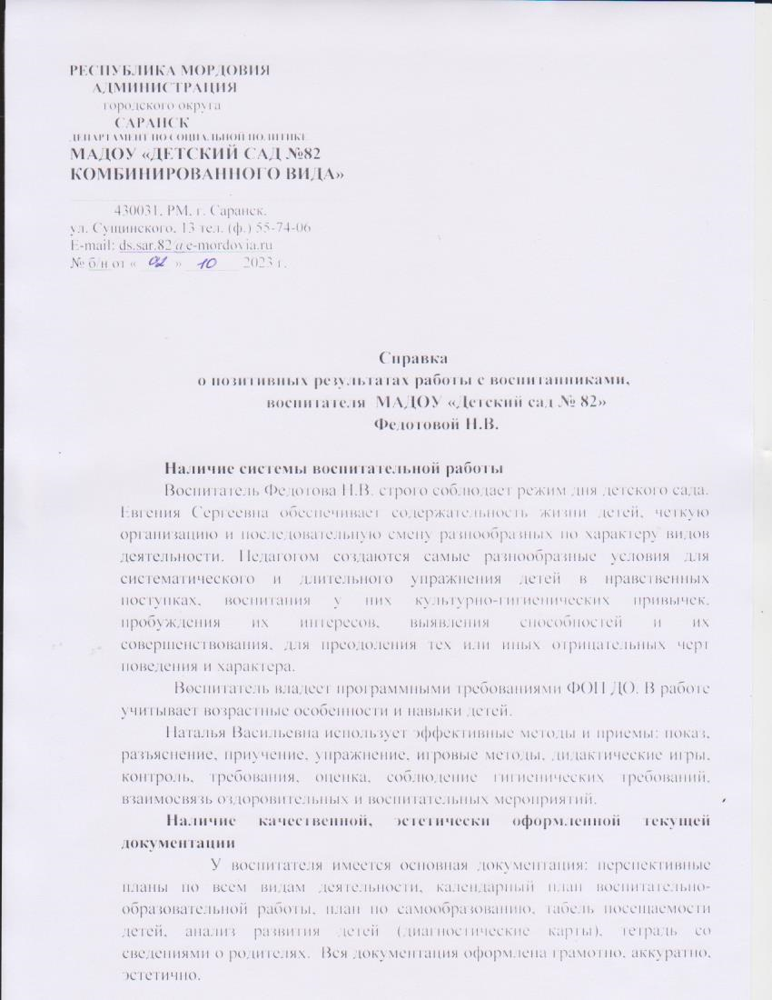 РЕСПУБЛИКА МОРДОВИЯ
АДМИНИСТРАЦИЯ
городского округа
САРАНСК
ДЕПАРТАМЕНТ ПО СОЦИАЛЬНОЙ ПОЛИТИКЕ
МАДОУ «ДЕТСКИЙ САД №82
КОМБИНИРОВАННОГО ВИДА»
430031, РМ, г. Саранск,
ул. Сущинского, 13 тел. (ф.) 55-74-06
E-mail: ds.sar.82@e-mordovia.ru
№ б/н от « 02 » 10 2023 г.
Справка
о позитивных результатах работы с воспитанниками,
воспитателя МАДОУ «Детский сад № 82»
Федотовой Н.В.
Наличие системы воспитательной работы
Воспитатель Федотова Н.В. строго соблюдает режим дня детского сада.
Евгения Сергеевна обеспечивает содержательность жизни детей, четкую
организацию и последовательную смену разнообразных по характеру видов
деятельности. Педагогом создаются самые разнообразные условия для
систематического и длительного упражнения детей в нравственных
поступках, воспитания у них культурно-гигиенических привычек,
пробуждения их интересов, выявления способностей и их
совершенствования, для преодоления тех или иных отрицательных черт
поведения и характера.
Воспитатель владеет программными требованиями ФОП ДО. В работе
учитывает возрастные особенности и навыки детей.
Наталья Васильевна использует эффективные методы и приемы: показ,
разъяснение, приучение, упражнение, игровые методы, дидактические игры,
контроль, требования, оценка, соблюдение гигиенических требований,
взаимосвязь оздоровительных и воспитательных мероприятий.
Наличие качественной, эстетически оформленной текущей
документации
У воспитателя имеется основная документация: перспективные
планы по всем видам деятельности, календарный план воспитательно-
образовательной работы, план по самообразованию, табель посещаемости
детей, анализ развития детей (диагностические карты), тетрадь со
сведениями о родителях. Вся документация оформлена грамотно, аккуратно,
эстетично.